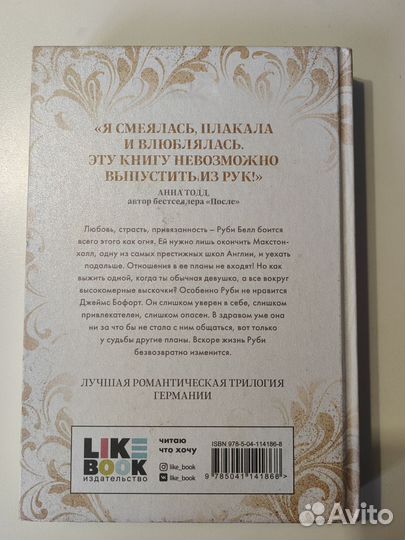 «Я СМЕЯЛАСЬ, ПЛАКАЛА
И ВЛЮБЛЯЛАСЬ.
ЭТУ КНИГУ НЕВОЗМОЖНО
ВЫПУСТИТЬ ИЗ РУК!»
АННА ТОДД,
автор бестселлера «После»
Любовь, страсть, привязанность – Руби Белл боится
всего этого как огня. Ей нужно лишь окончить Макстон-
холл, одну из самых престижных школ Англии, и уехать
подальше. Отношения в ее планы не входят! Но как
выжить одной, когда ты обычная девушка, а все вокруг
высокомерные выскочки? Особенно Руби не нравится
Джеймс Бофорт. Он слишком уверен в себе, слишком
привлекателен, слишком опасен. В здравом уме она
ни за что бы не стала с ним общаться, вот только
у судьбы другие планы. Вскоре жизнь Руби
безвозвратно изменится.
ЛУЧШАЯ РОМАНТИЧЕСКАЯ ТРИЛОГИЯ
ГЕРМАНИИ
LIKE
BOOK
издательство
читаю
что хочу
like_book
like_book
ISBN 978-5-04-114186-8
9 785041 141868 >
Avito